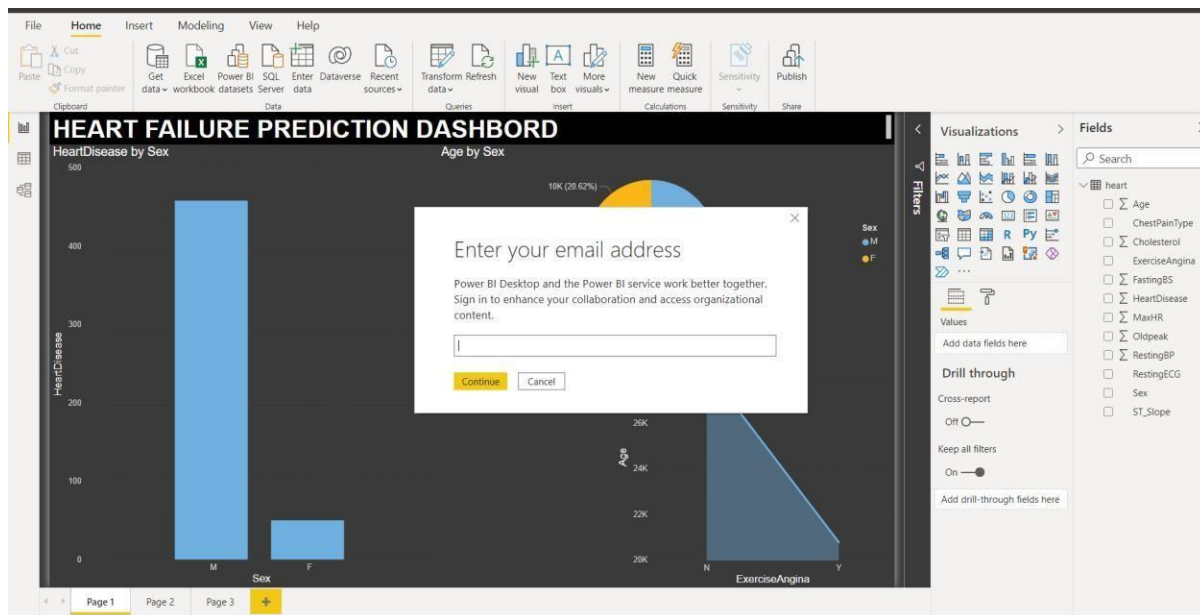 File Home Insert Modeling View Help
Paste
Cut
Copy
Format painter
Get data
Excel workbook
Power BI datasets
SQL Server
Enter data
Dataverse
Recent sources
Transform data
Refresh
New visual
Text box
More visuals
New measure
Quick measure
Sensitivity
Publish
Clipboard Data Queries Insert Calculations Sensitivity Share
HEART FAILURE PREDICTION DASHBORD
HeartDisease by Sex
500
400
300
200
100
0
HeartDisease
M F
Sex
Age by Sex
10K (20.62%)
Sex
M
F
Enter your email address
Power BI Desktop and the Power BI service work better together.
Sign in to enhance your collaboration and access organizational
content.
Continue Cancel
26K
24K
22K
20K
Age
N Y
ExerciseAngina
Filters
Visualizations
R Py
Values
Add data fields here
Drill through
Cross-report
Off
Keep all filters
On
Add drill-through fields here
Fields
Search
heart
Age
ChestPainType
Cholesterol
ExerciseAngina
FastingBS
HeartDisease
MaxHR
Oldpeak
RestingBP
RestingECG
Sex
ST_Slope
Page 1 Page 2 Page 3 +